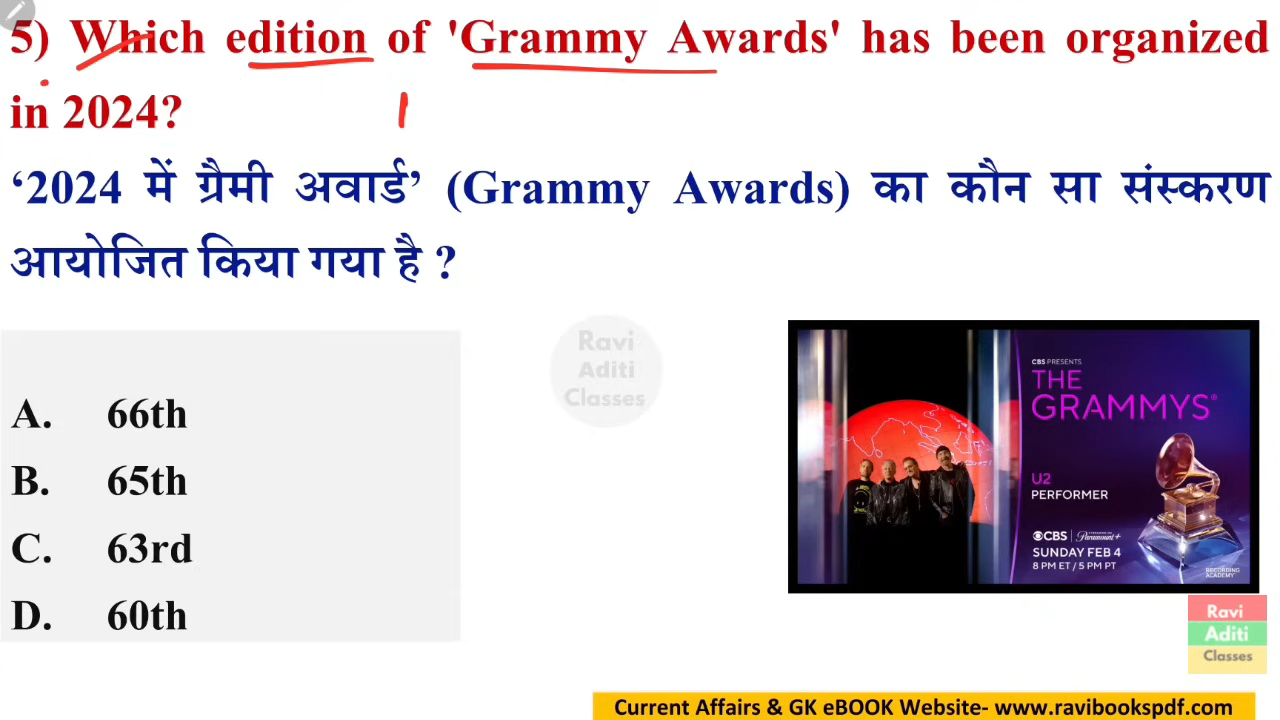 5) Which edition of 'Grammy Awards' has been organized
in 2024?
‘2024 में ग्रैमी अवार्ड’ (Grammy Awards) का कौन सा संस्करण
आयोजित किया गया है ?
A. 66th
B. 65th
C. 63rd
D. 60th
Ravi
Aditi
Classes
CBS PRESENTS
THE
GRAMMYS®
U2
PERFORMER
CBS Paramount+
SUNDAY FEB 4
8 PM ET / 5 PM PT
RECORDING
ACADEMY
Ravi
Aditi
Classes
Current Affairs & GK eBOOK Website- www.ravibookspdf.com